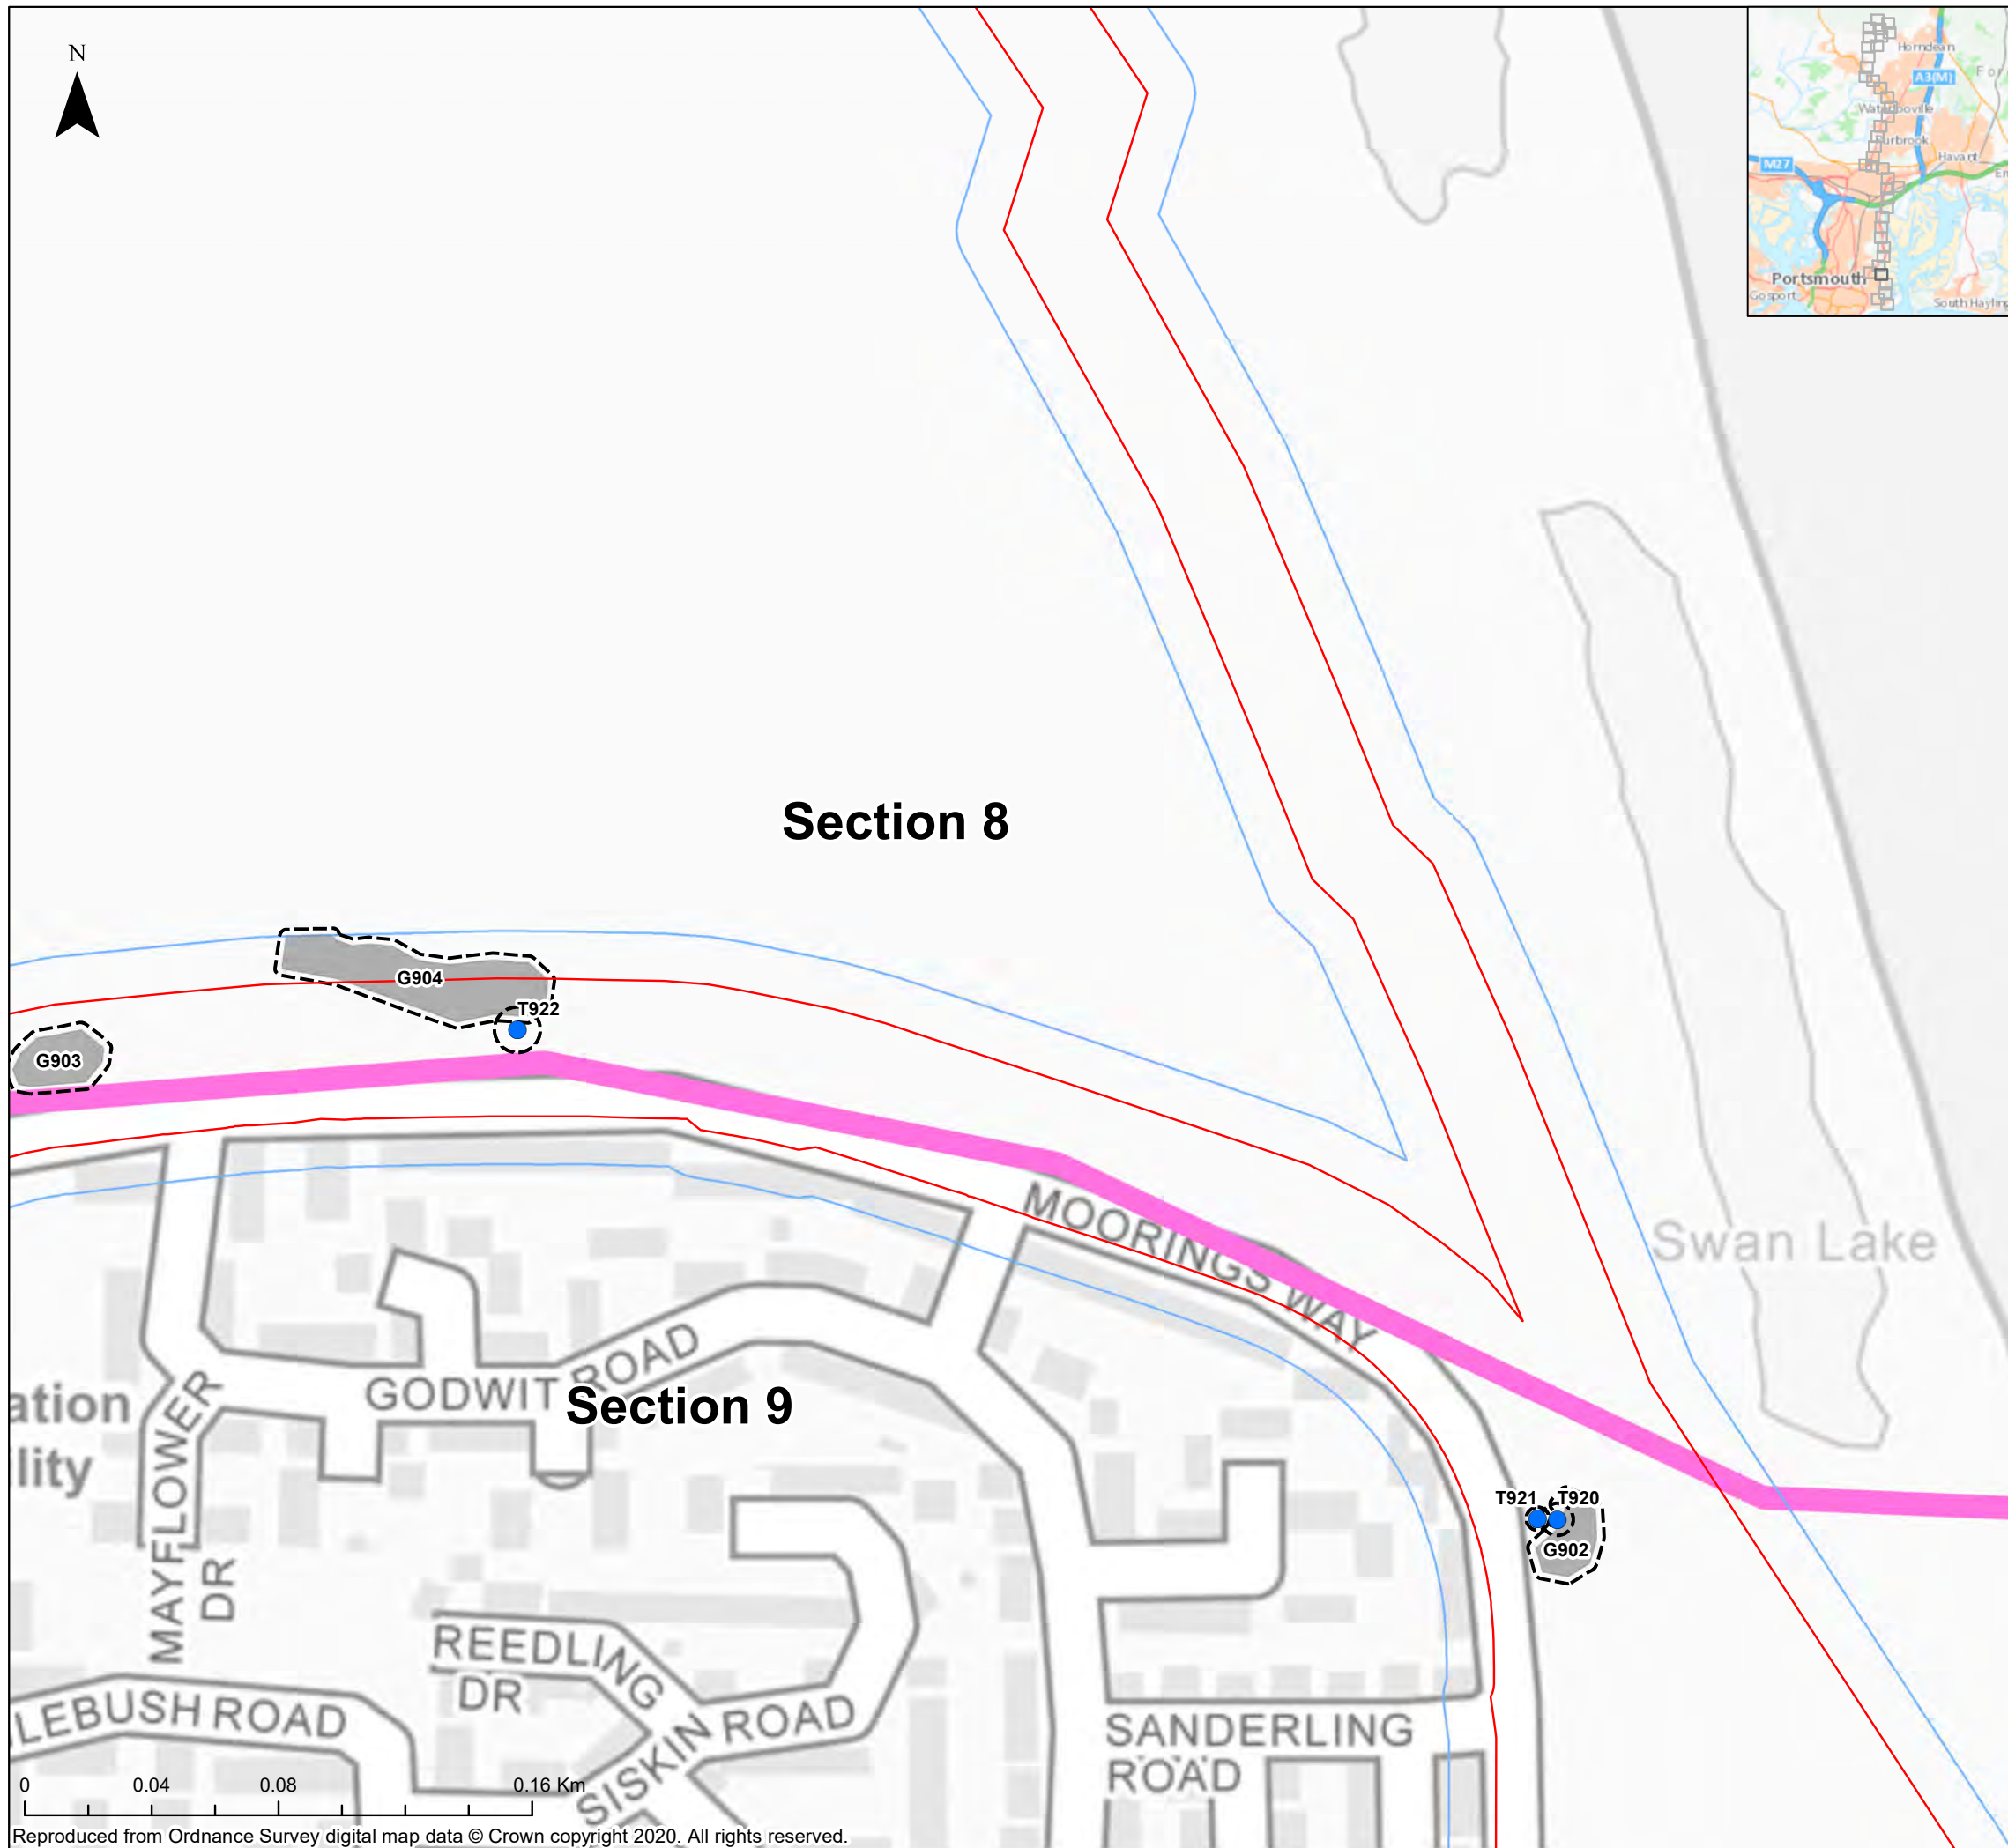 N
Horndean
A3(M)
For
Waterlooville
Purbrook
Havant
M27
Em
Portsmouth
Gosport
South Hayling
Section 8
G904
T922
G903
MOORINGS WAY
Swan Lake
GODWIT ROAD
Section 9
ation
lity
MAYFLOWER
DR
T921
T920
G902
REEDLING
DR
LEBUSH ROAD
SISKIN ROAD
SANDERLING
ROAD
0 0.04 0.08 0.16 Km
Reproduced from Ordnance Survey digital map data © Crown copyright 2020. All rights reserved.